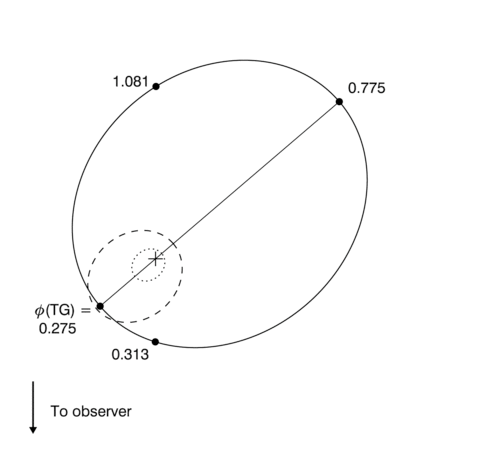 1.081
0.775
ϕ(TG) =
0.275
0.313
To observer